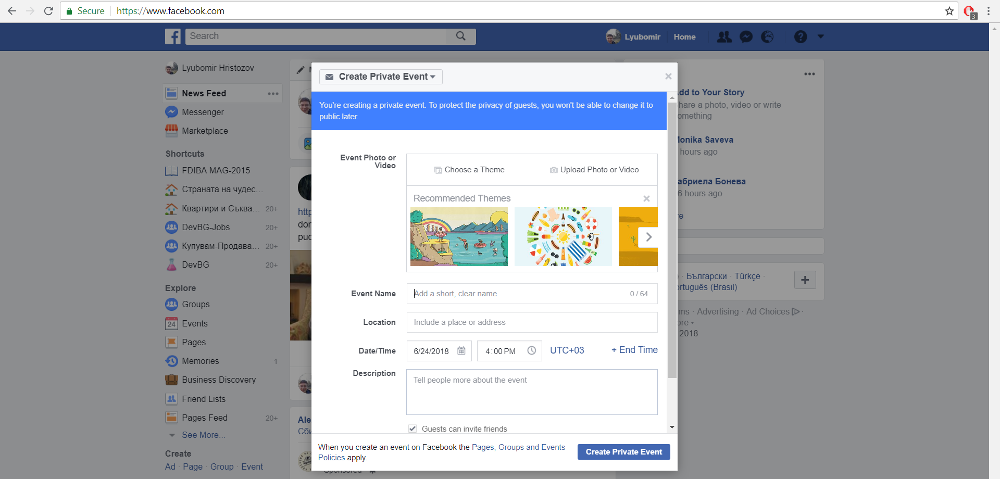 Secure https://www.facebook.com
3
Search
Lyubomir
Home
Lyubomir Hristozov
News Feed
Messenger
Marketplace
Shortcuts
FDIBA MAG-2015
Страната на чудес...
Квартири и Съква... 20+
DevBG-Jobs 20+
Купувам-Продава... 20+
DevBG 20+
Explore
Groups
24 Events
Pages
Memories 1
Business Discovery
Friend Lists
Pages Feed 20+
See More...
Create
Ad · Page · Group · Event
Create Private Event
You're creating a private event. To protect the privacy of guests, you won't be able to change it to
public later.
Event Photo or
Video
Choose a Theme
Upload Photo or Video
Recommended Themes
Event Name
Add a short, clear name
0 / 64
Location
Include a place or address
Date/Time
6/24/2018
4:00 PM
UTC+03
+ End Time
Description
Tell people more about the event
Guests can invite friends
When you create an event on Facebook the Pages, Groups and Events
Policies apply.
Create Private Event
Sponsored
dd to Your Story
hare a photo, video or write
omething
onika Saveva
hours ago
абриела Бонева
6 hours ago
re
· Български · Türkçe ·
rtuguês (Brasil)
ms · Advertising · Ad Choices ·
ore
2018
http
don
pud
Ale
Сби